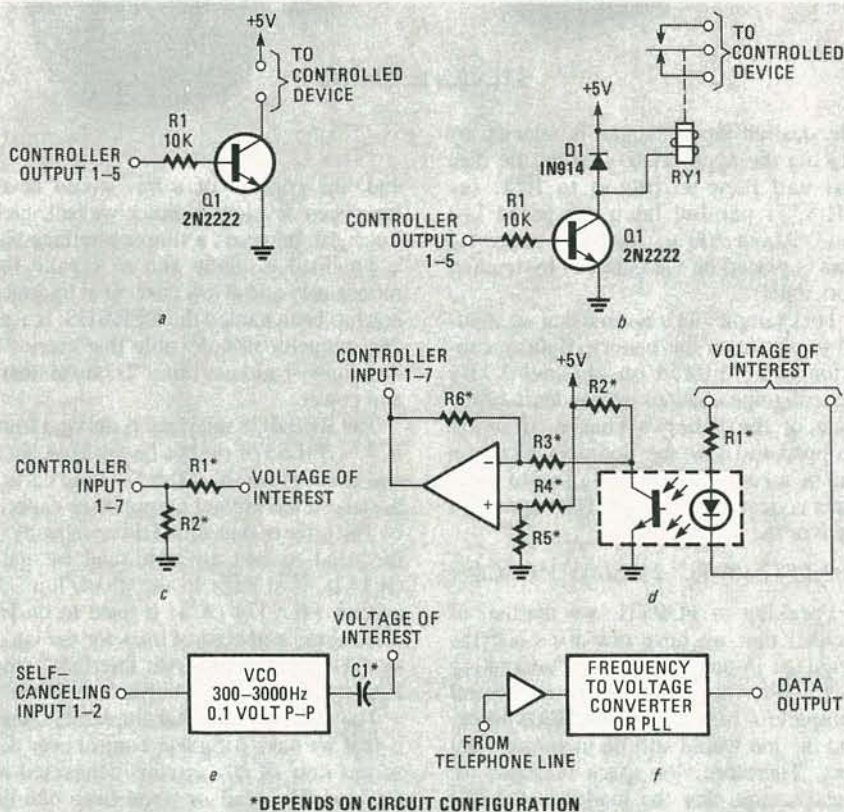 +5V
TO
CONTROLLED
DEVICE
R1
10K
CONTROLLER
OUTPUT 1–5
Q1
2N2222
a
TO
CONTROLLED
DEVICE
+5V
D1
IN914
RY1
R1
10K
CONTROLLER
OUTPUT
1–5
Q1
2N2222
b
CONTROLLER
INPUT 1–7
R1*
VOLTAGE OF
INTEREST
R2*
c
CONTROLLER
INPUT 1–7
R6*
+5V
R2*
VOLTAGE OF
INTEREST
R3*
R1*
–
+
R4*
R5*
d
VOLTAGE OF
INTEREST
SELF–
CANCELING
INPUT 1–2
VCO
300–3000Hz
0.1 VOLT P–P
C1*
e
FREQUENCY
TO VOLTAGE
CONVERTER
OR PLL
DATA
OUTPUT
FROM
TELEPHONE LINE
f
*DEPENDS ON CIRCUIT CONFIGURATION